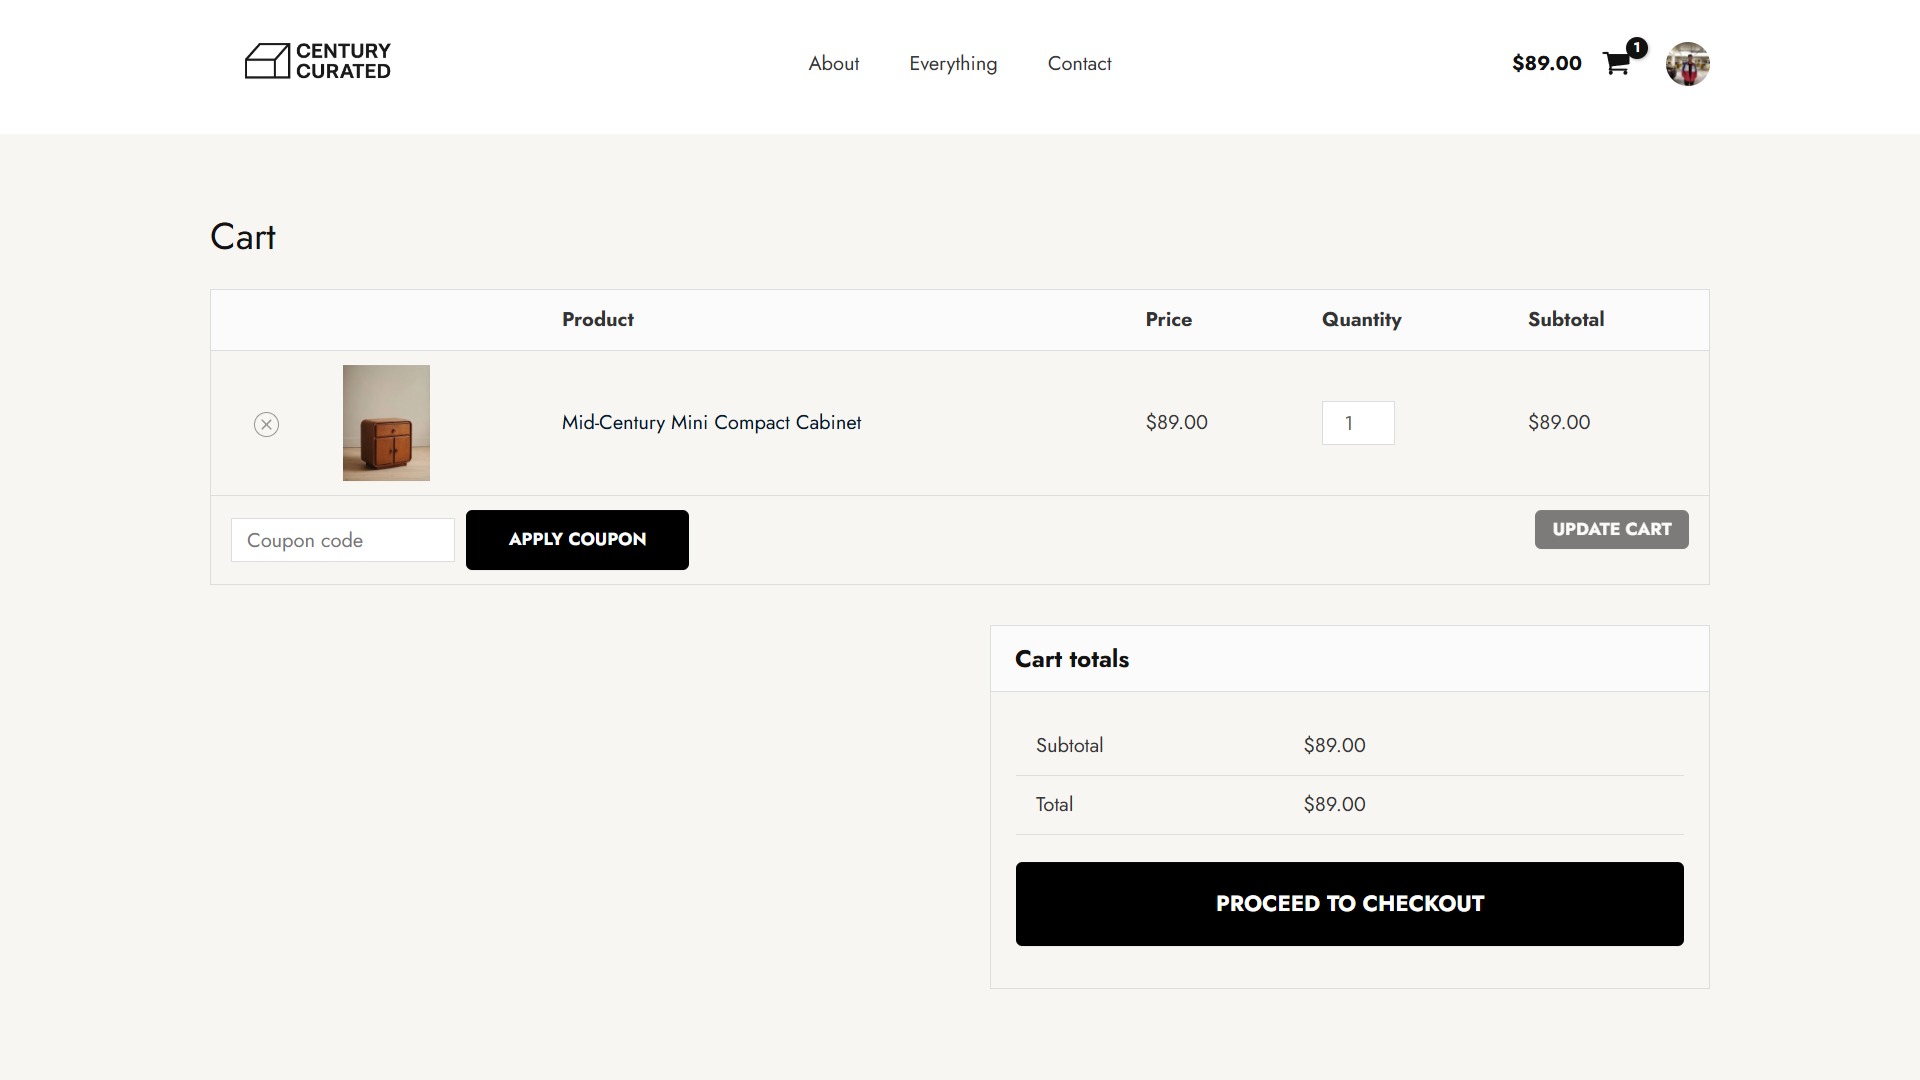 CENTURY
CURATED
About Everything Contact
$89.00 1
Cart
Product Price Quantity Subtotal
Mid-Century Mini Compact Cabinet $89.00 1 $89.00
Coupon code APPLY COUPON UPDATE CART
Cart totals
Subtotal $89.00
Total $89.00
PROCEED TO CHECKOUT